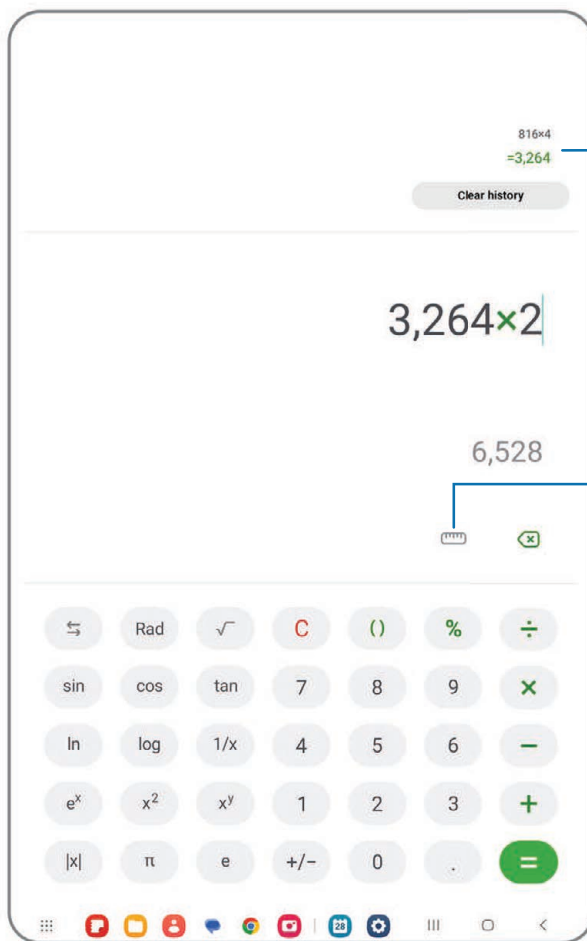 816×4
=3,264
Clear history
3,264×2
6,528
⇆ Rad √ C () % ÷
sin cos tan 7 8 9 ×
ln log 1/x 4 5 6 −
eˣ x² xʸ 1 2 3 +
|x| π e +/− 0 . =
28